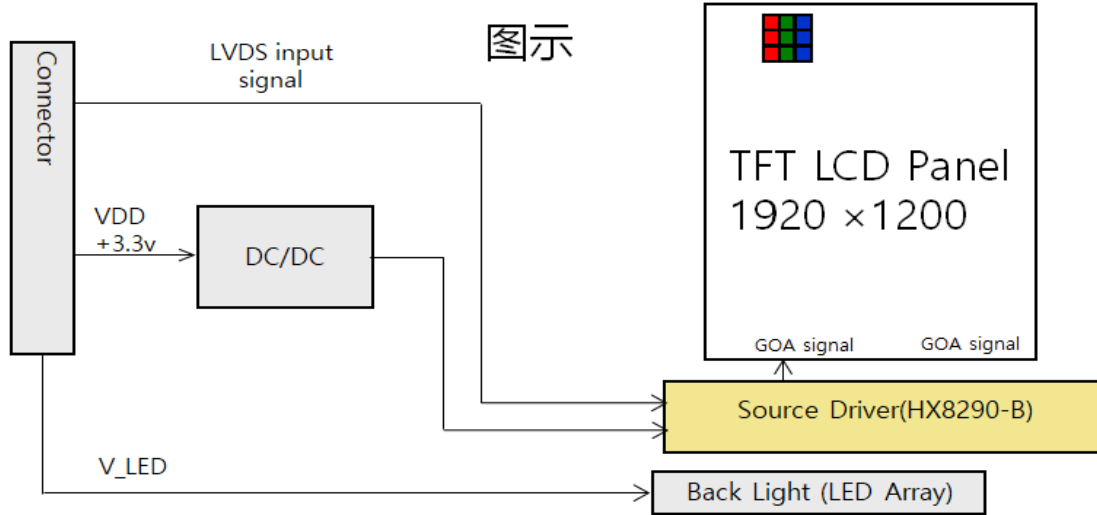 图示
Connector
LVDS input
signal
VDD
+3.3v
DC/DC
TFT LCD Panel
1920 ×1200
GOA signal
GOA signal
Source Driver(HX8290-B)
V_LED
Back Light (LED Array)